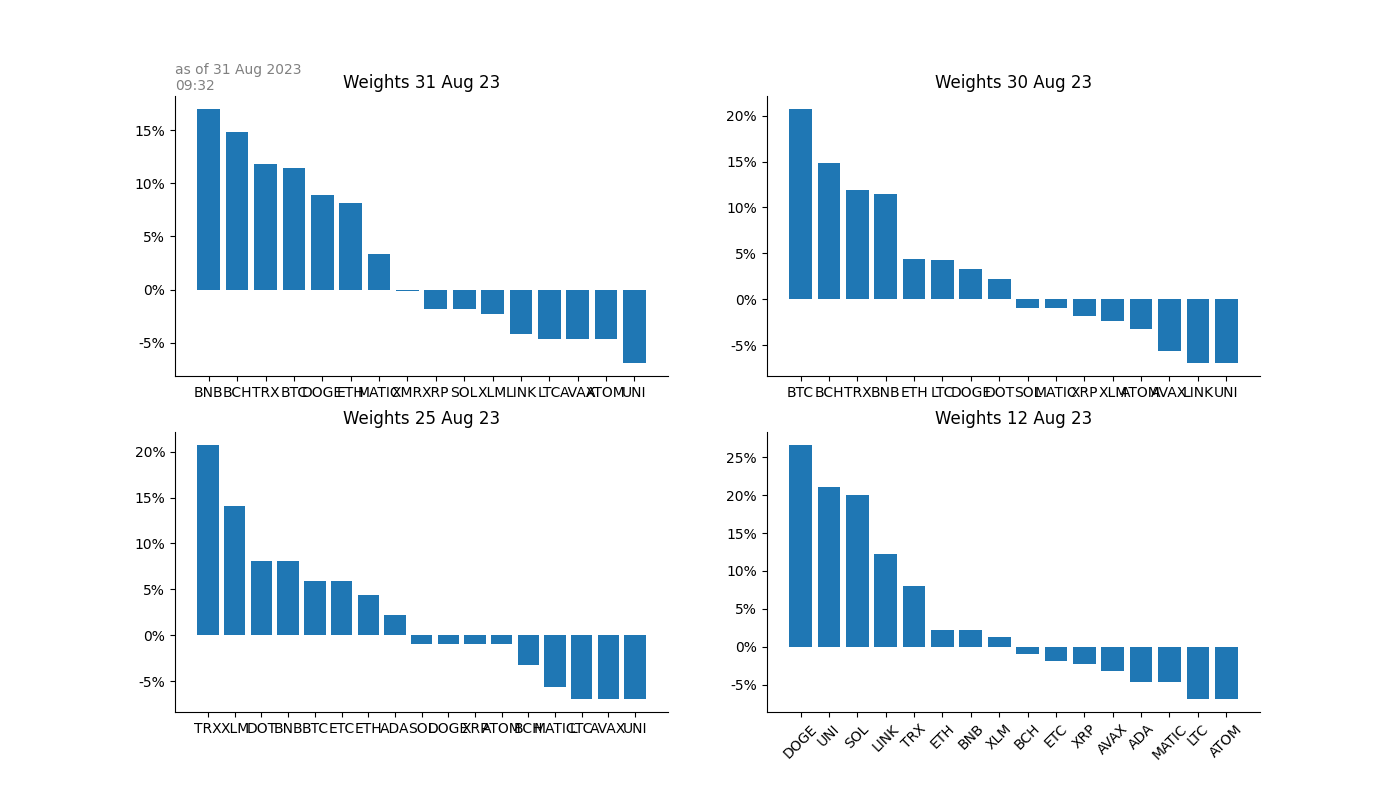 as of 31 Aug 2023
09:32
Weights 31 Aug 23
15%
10%
5%
0%
-5%
BNB BCH TRX BTC DOGE ETH MATIC XMR XRP SOL XLM LINK LTC AVAX ATOM UNI
Weights 30 Aug 23
20%
15%
10%
5%
0%
-5%
BTC BCH TRX BNB ETH LTC DOGE DOT SOL MATIC XRP XLM ATOM AVAX LINK UNI
Weights 25 Aug 23
20%
15%
10%
5%
0%
-5%
TRX XLM DOT BNB BTC ETC ETH ADA SOL DOGE XRP ATOM BCH MATIC LTC AVAX UNI
Weights 12 Aug 23
25%
20%
15%
10%
5%
0%
-5%
DOGE UNI SOL LINK TRX ETH BNB XLM BCH ETC XRP AVAX ADA MATIC LTC ATOM